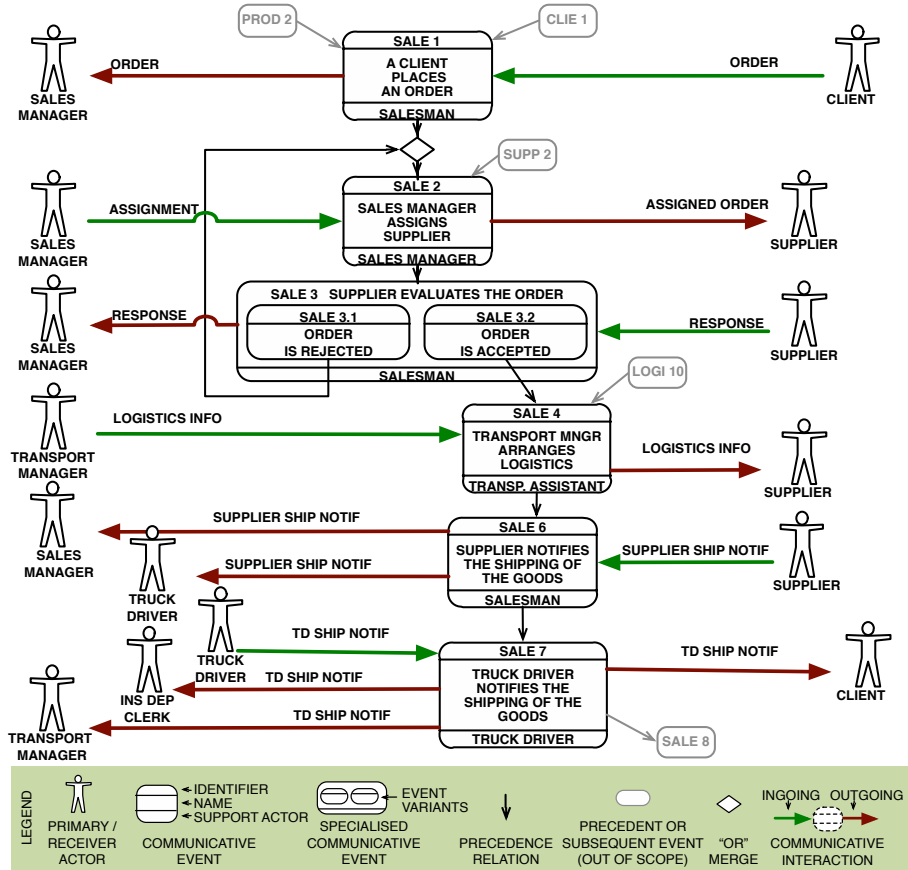 PROD 2
CLIE 1
SALE 1
A CLIENT
PLACES
AN ORDER
SALESMAN
ORDER
SALES
MANAGER
ORDER
CLIENT
SUPP 2
SALE 2
SALES MANAGER
ASSIGNS
SUPPLIER
SALES MANAGER
ASSIGNMENT
SALES
MANAGER
ASSIGNED ORDER
SUPPLIER
SALE 3 SUPPLIER EVALUATES THE ORDER
SALE 3.1
ORDER
IS REJECTED
SALE 3.2
ORDER
IS ACCEPTED
SALESMAN
RESPONSE
SALES
MANAGER
RESPONSE
SUPPLIER
LOGI 10
SALE 4
TRANSPORT MNGR
ARRANGES
LOGISTICS
TRANSP. ASSISTANT
LOGISTICS INFO
TRANSPORT
MANAGER
LOGISTICS INFO
SUPPLIER
SALE 6
SUPPLIER NOTIFIES
THE SHIPPING OF
THE GOODS
SALESMAN
SUPPLIER SHIP NOTIF
SALES
MANAGER
SUPPLIER SHIP NOTIF
TRUCK
DRIVER
SUPPLIER SHIP NOTIF
SUPPLIER
SALE 7
TRUCK DRIVER
NOTIFIES THE
SHIPPING OF THE
GOODS
TRUCK DRIVER
TD SHIP NOTIF
TRUCK
DRIVER
TD SHIP NOTIF
INS DEP
CLERK
TD SHIP NOTIF
TRANSPORT
MANAGER
TD SHIP NOTIF
CLIENT
SALE 8
LEGEND
PRIMARY /
RECEIVER
ACTOR
IDENTIFIER
NAME
SUPPORT ACTOR
COMMUNICATIVE
EVENT
EVENT
VARIANTS
SPECIALISED
COMMUNICATIVE
EVENT
PRECEDENCE
RELATION
PRECEDENT OR
SUBSEQUENT EVENT
(OUT OF SCOPE)
"OR"
MERGE
INGOING
OUTGOING
COMMUNICATIVE
INTERACTION